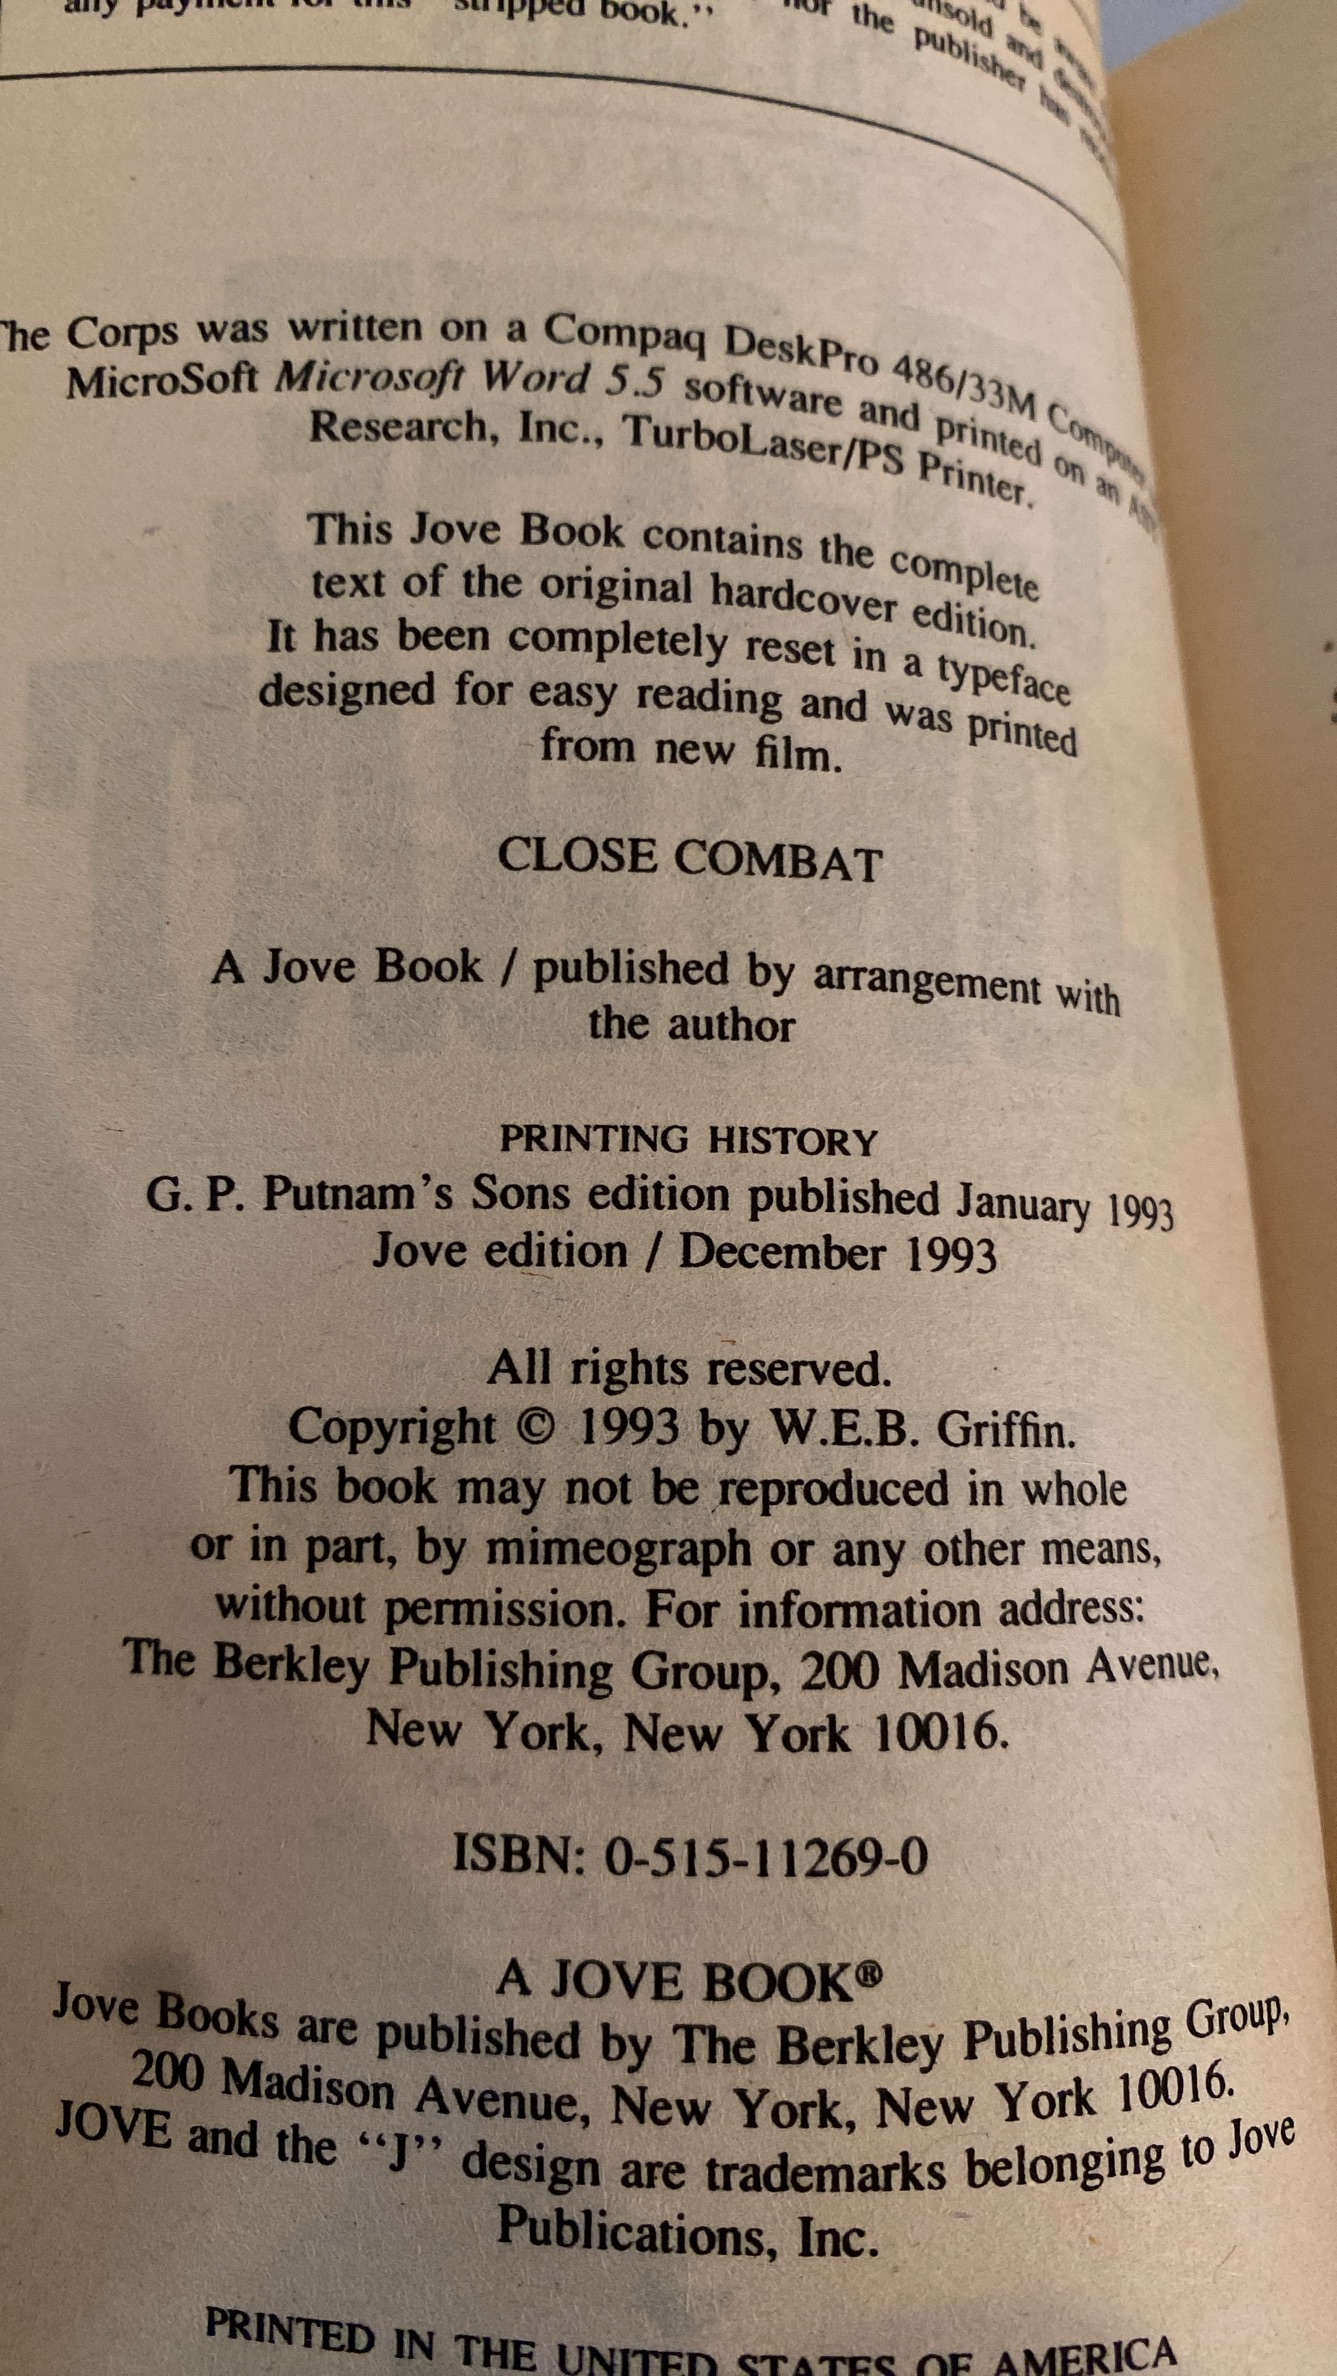 any payment for this "stripped book."
nor the publisher has
The Corps was written on a Compaq DeskPro 486/33M Computer
MicroSoft Microsoft Word 5.5 software and printed on an
Research, Inc., TurboLaser/PS Printer.
This Jove Book contains the complete
text of the original hardcover edition.
It has been completely reset in a typeface
designed for easy reading and was printed
from new film.
CLOSE COMBAT
A Jove Book / published by arrangement with
the author
PRINTING HISTORY
G. P. Putnam's Sons edition published January 1993
Jove edition / December 1993
All rights reserved.
Copyright © 1993 by W.E.B. Griffin.
This book may not be reproduced in whole
or in part, by mimeograph or any other means,
without permission. For information address:
The Berkley Publishing Group, 200 Madison Avenue,
New York, New York 10016.
ISBN: 0-515-11269-0
A JOVE BOOK®
Jove Books are published by The Berkley Publishing Group,
200 Madison Avenue, New York, New York 10016.
JOVE and the "J" design are trademarks belonging to Jove
Publications, Inc.
PRINTED IN THE UNITED STATES OF AMERICA